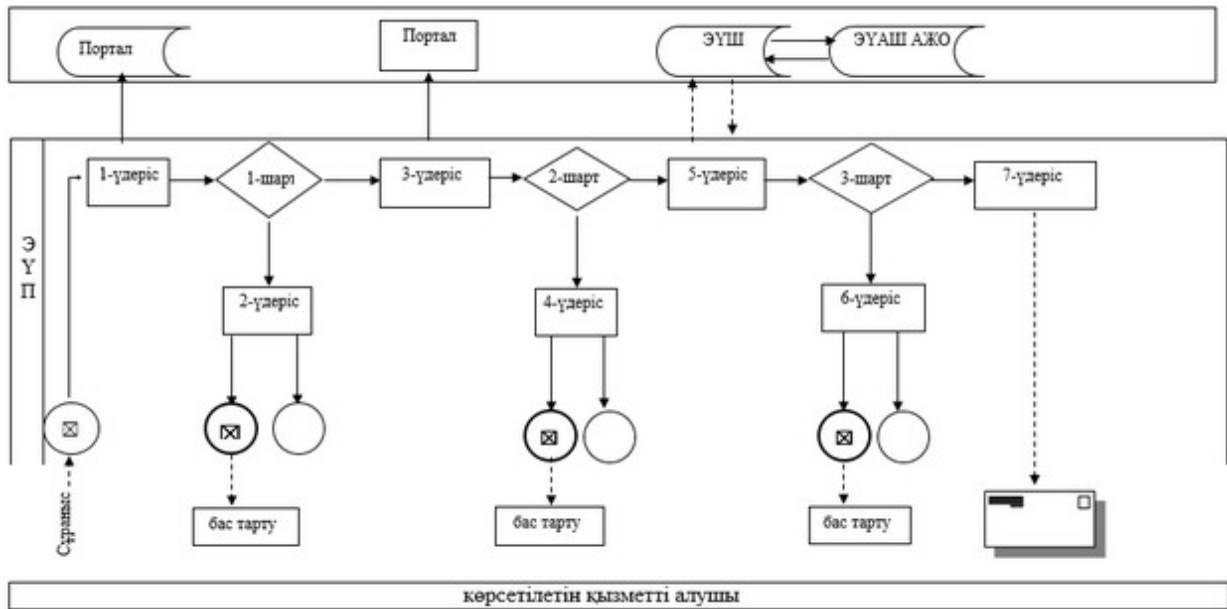 Портал
Портал
ЭҮШ
ЭҮАШ АЖО
1-үдеріс
1-шарт
3-үдеріс
2-шарт
5-үдеріс
3-шарт
7-үдеріс
Э
Ү
П
2-үдеріс
4-үдеріс
6-үдеріс
Сұраныс
бас тарту
бас тарту
бас тарту
көрсетілетін қызметті алушы